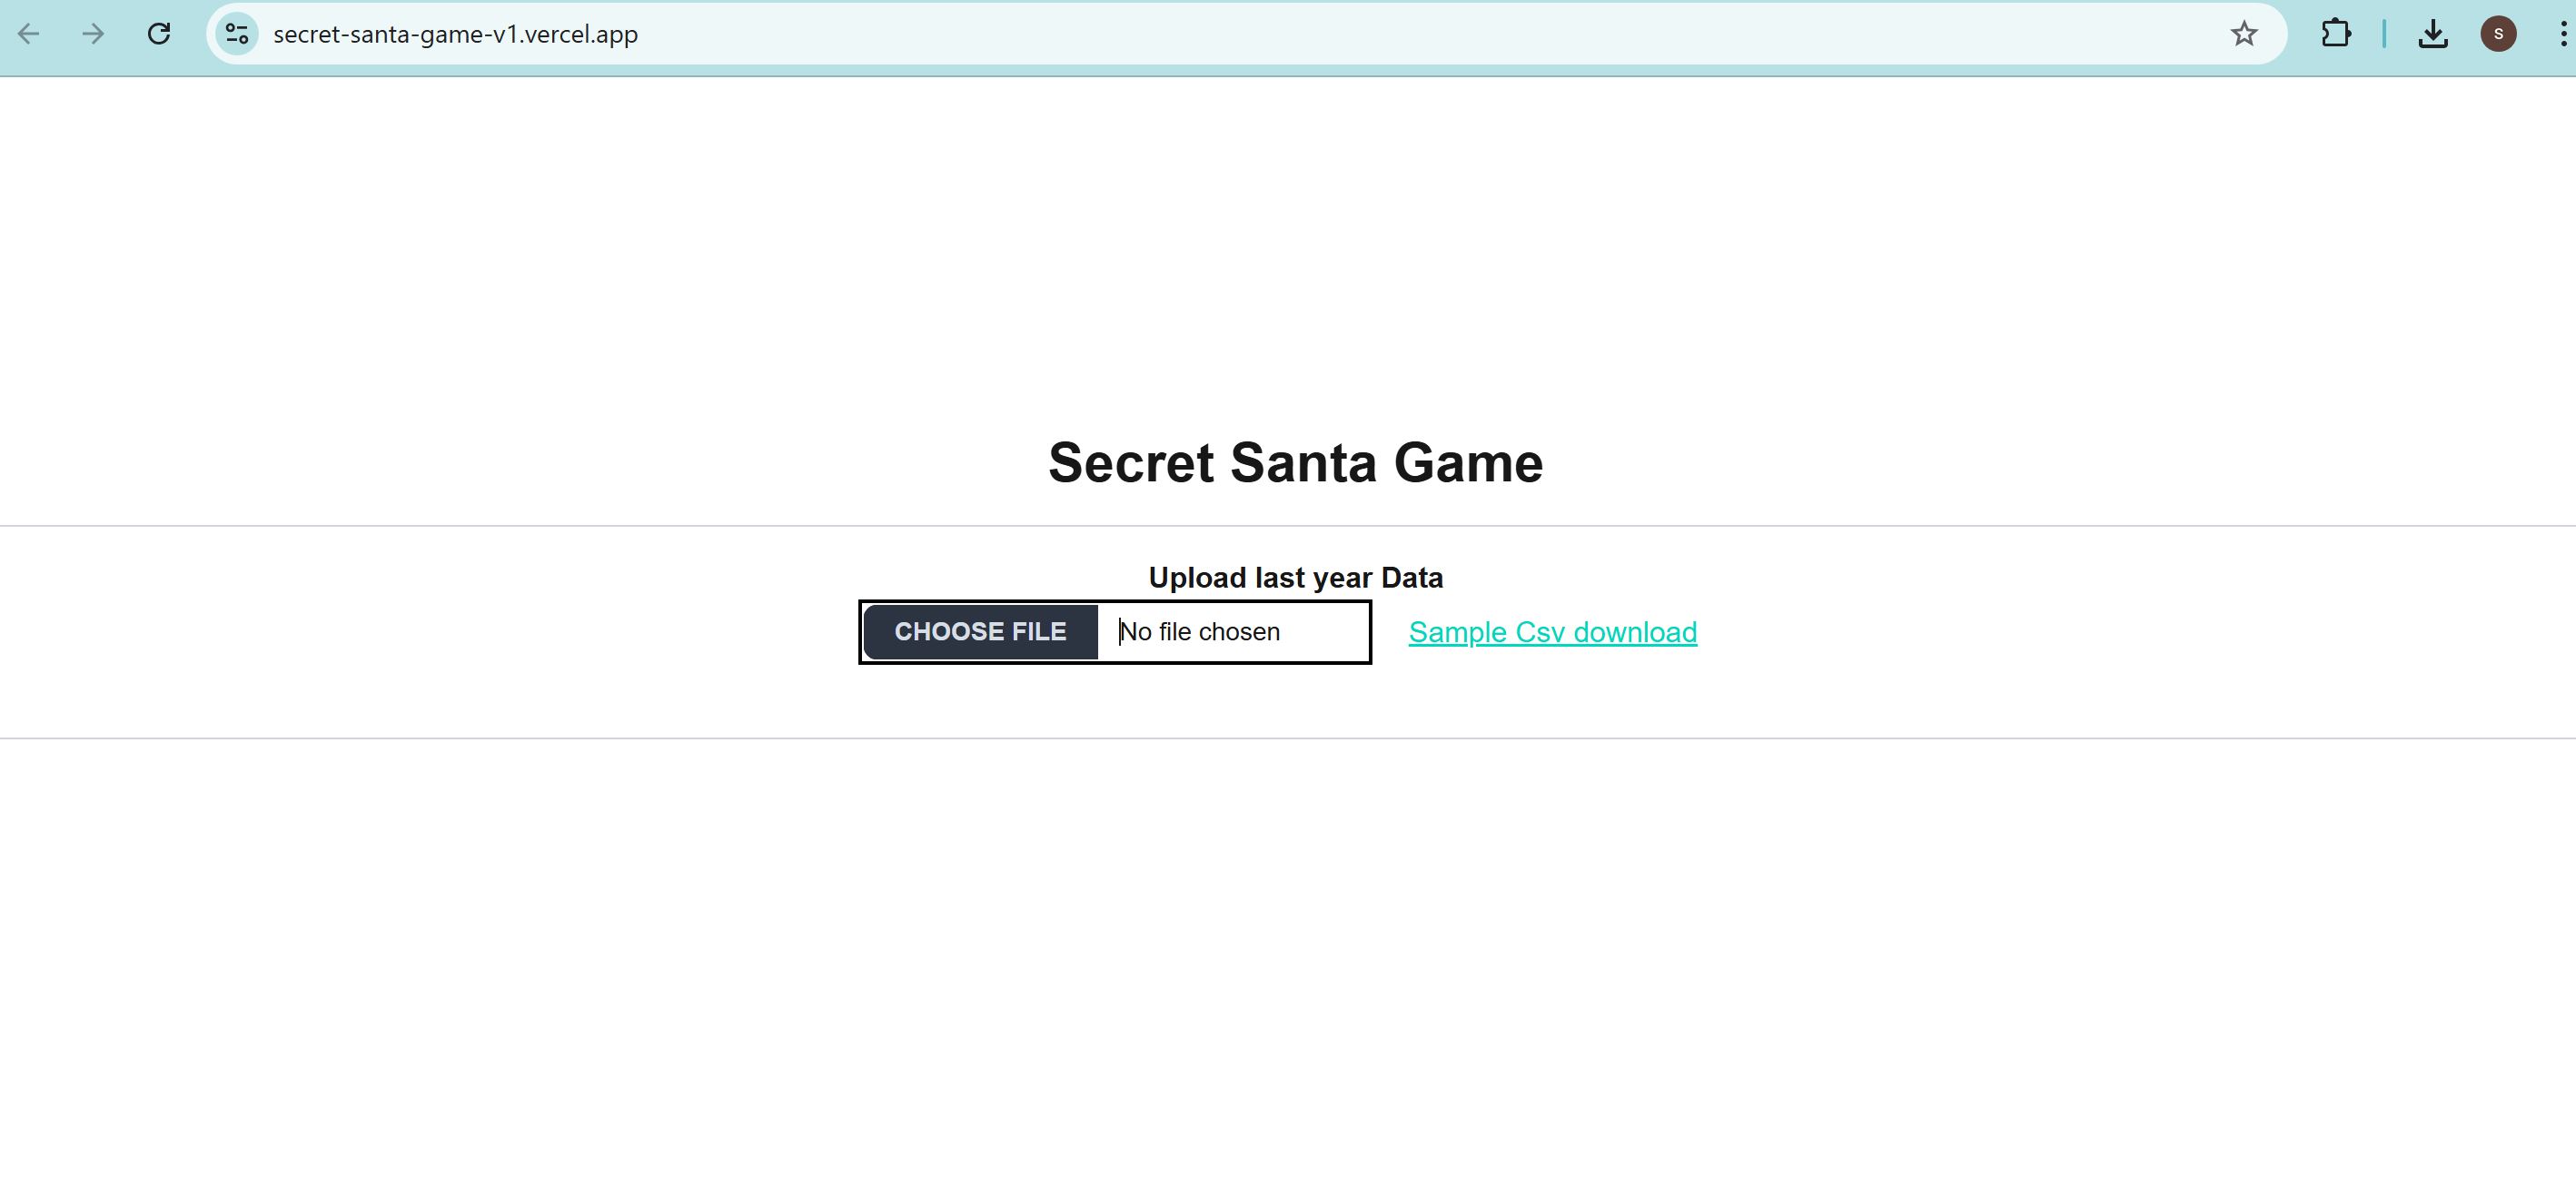 secret-santa-game-v1.vercel.app
S
Secret Santa Game
Upload last year Data
CHOOSE FILE No file chosen Sample Csv download